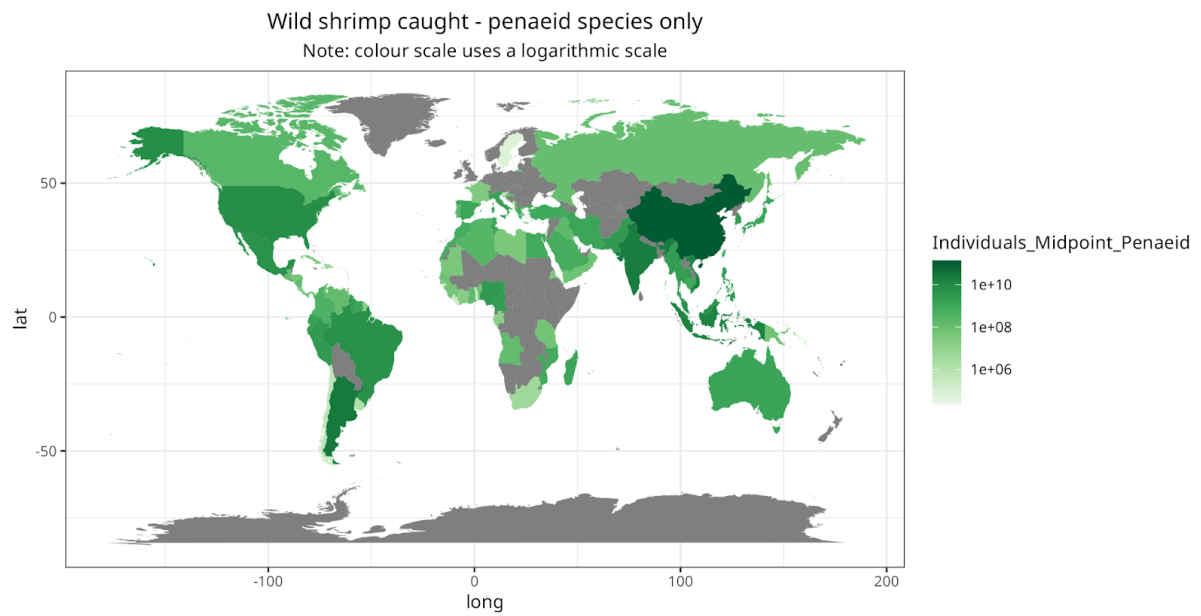 Wild shrimp caught - penaeid species only
Note: colour scale uses a logarithmic scale
lat
50
0
-50
-100
0
100
200
long
Individuals_Midpoint_Penaeid
1e+10
1e+08
1e+06